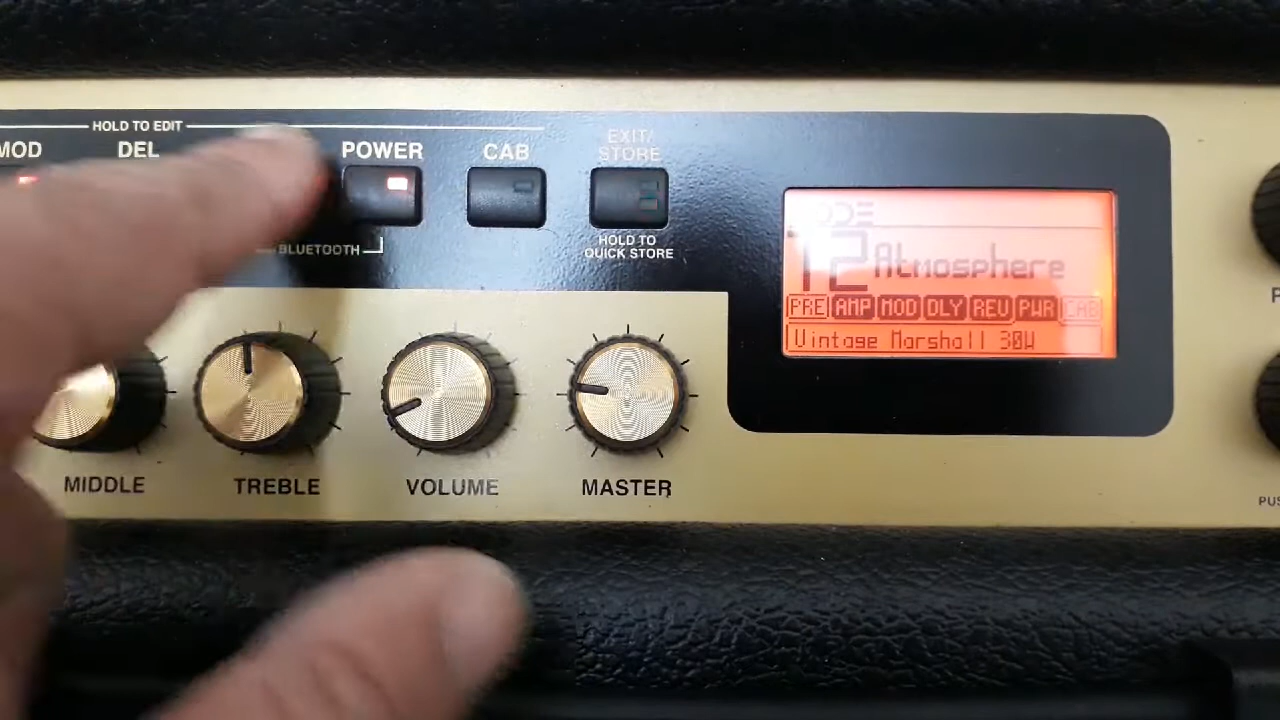 HOLD TO EDIT
MOD DEL POWER CAB EXIT/
STORE
BLUETOOTH
HOLD TO
QUICK STORE
12 Atmosphere
PRE AMP MOD DLY REV PWR CAB
Vintage Marshall 30W
MIDDLE TREBLE VOLUME MASTER